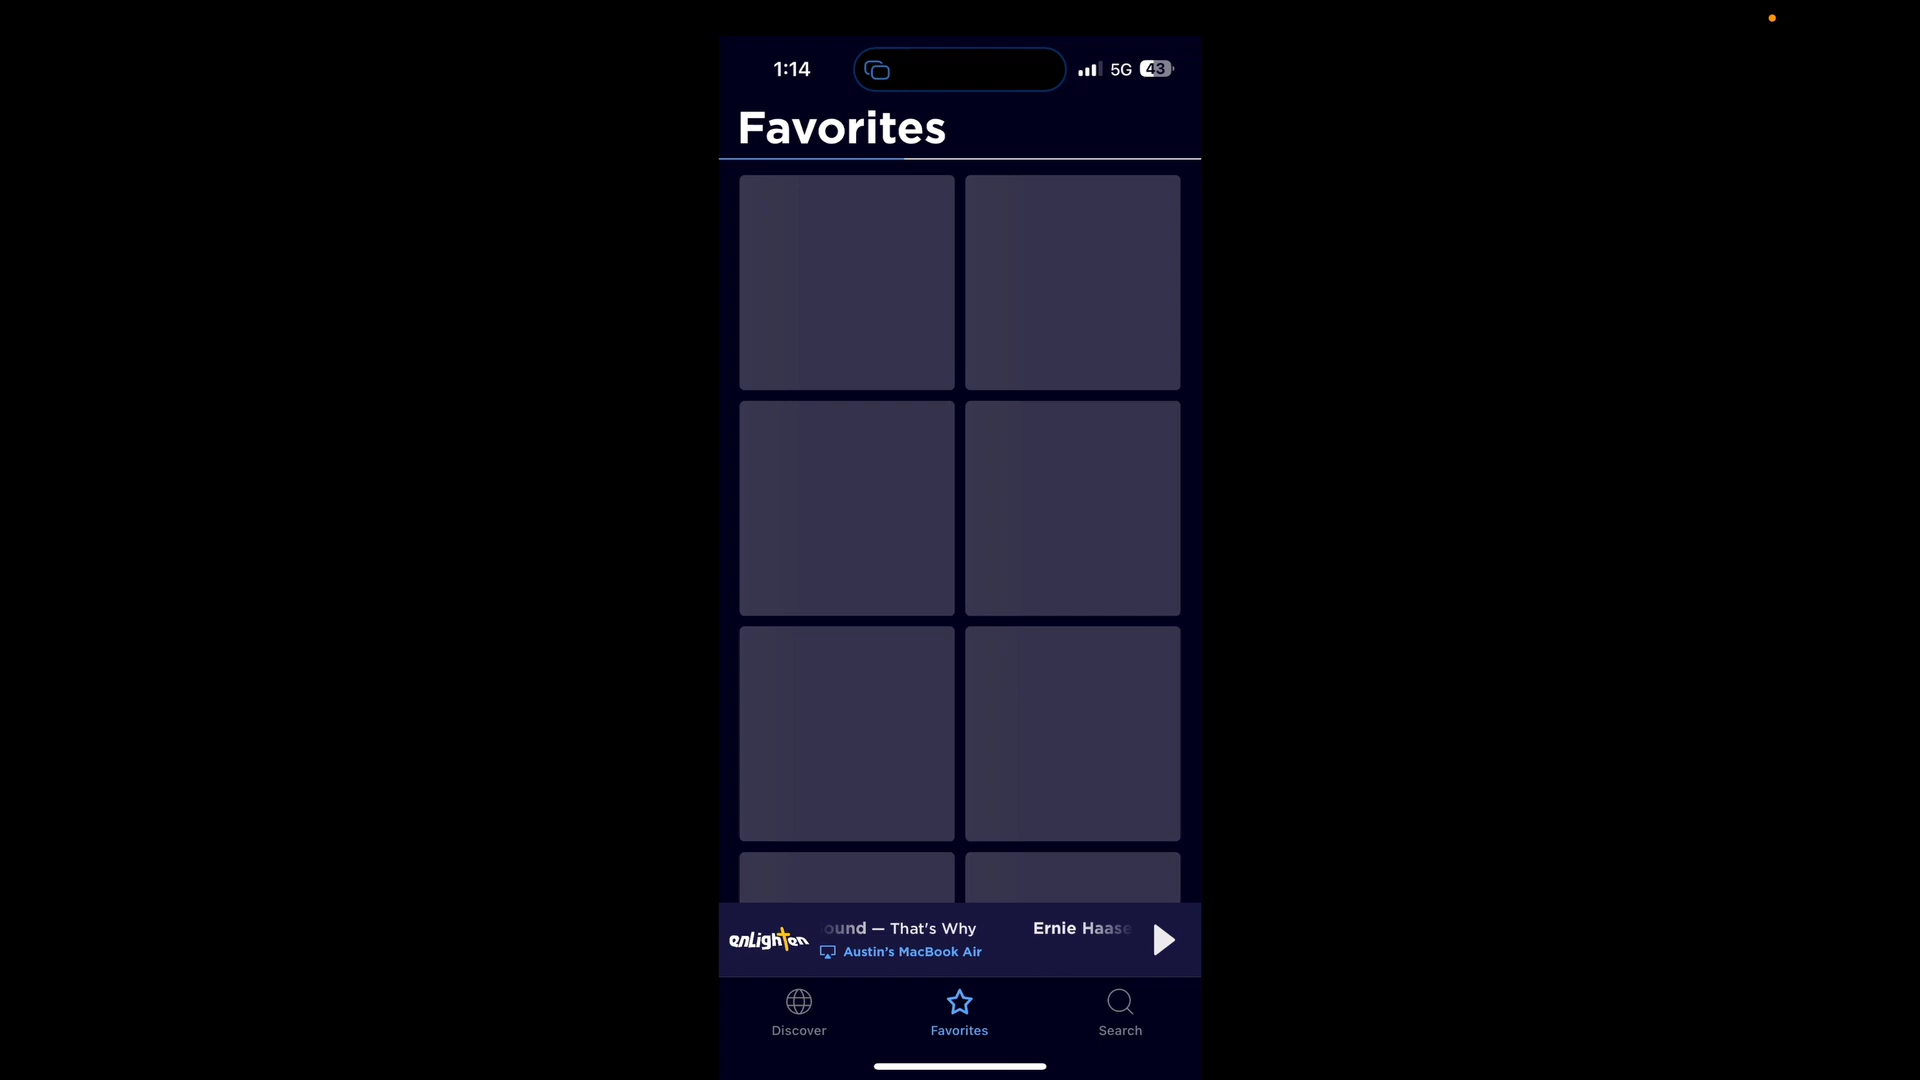 1:14
5G
43
Favorites
enlighten
ound — That's Why
Ernie Haase
Austin's MacBook Air
Discover
Favorites
Search